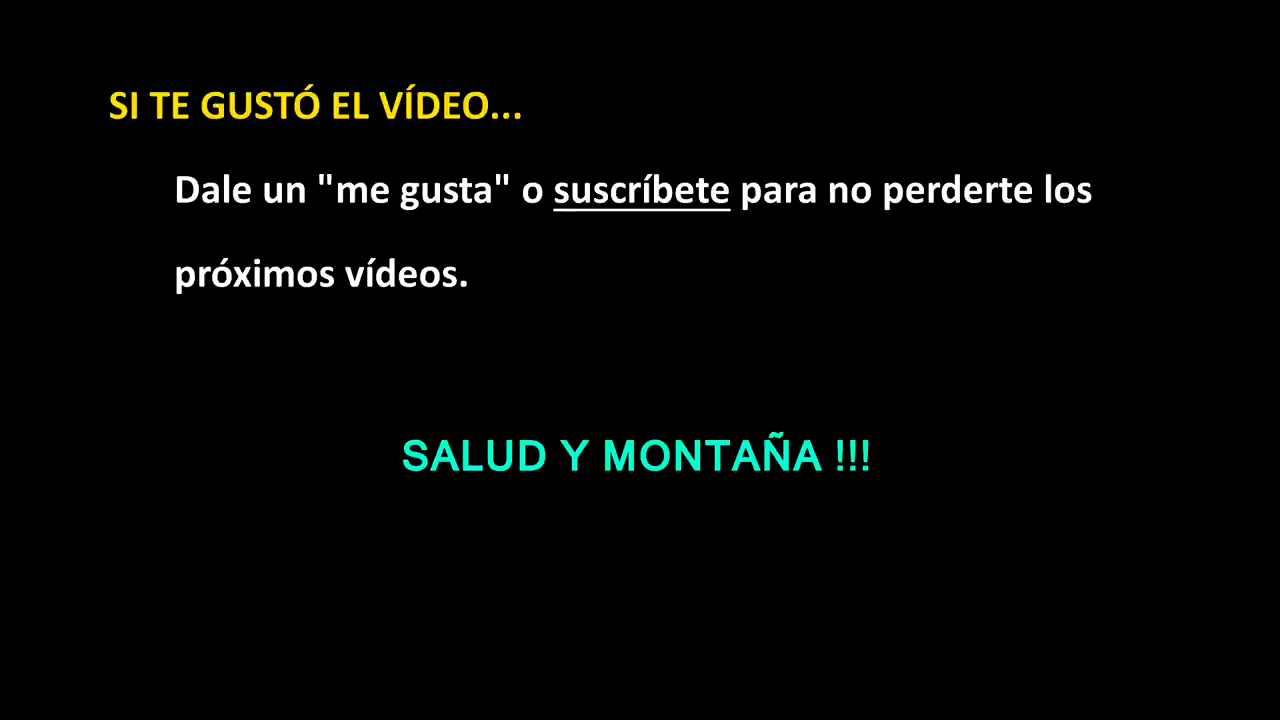 SI TE GUSTÓ EL VÍDEO...
Dale un "me gusta" o suscríbete para no perderte los
próximos vídeos.
SALUD Y MONTAÑA !!!